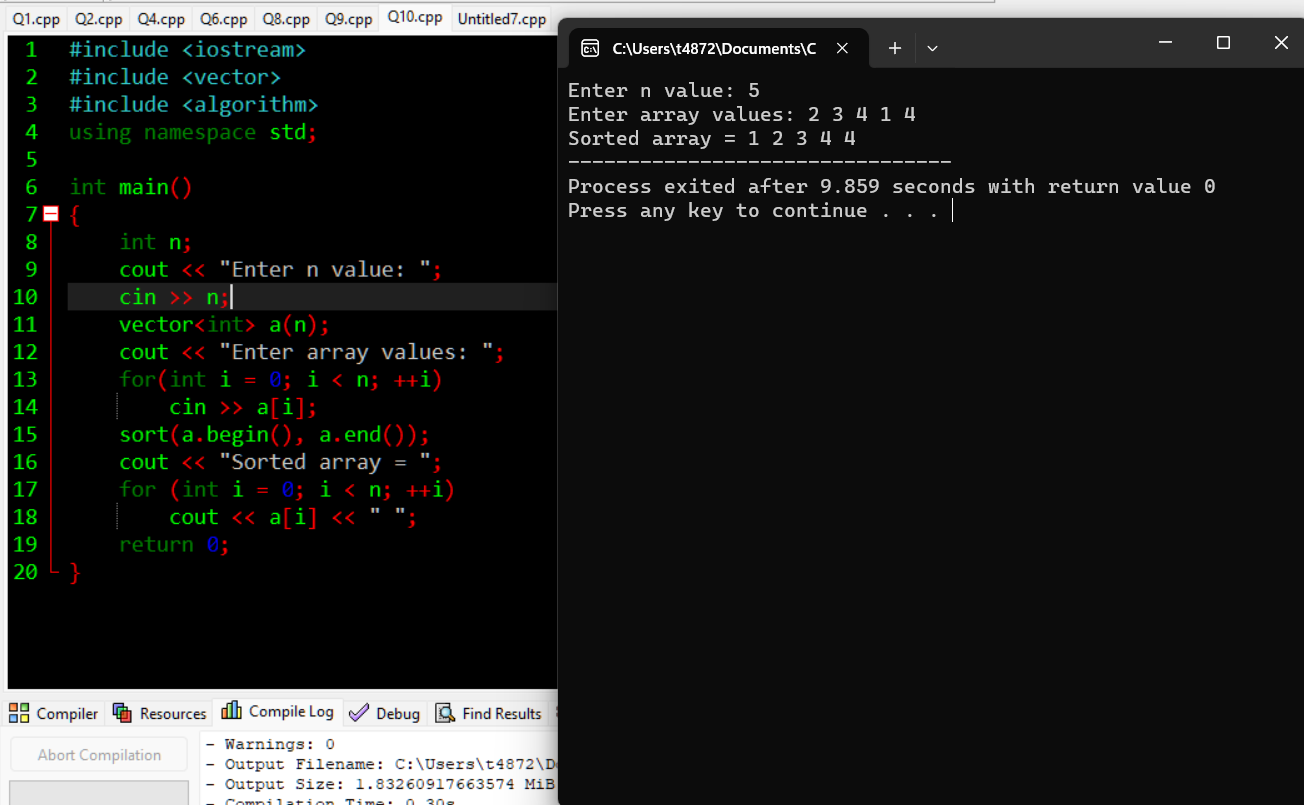 Q1.cpp Q2.cpp Q4.cpp Q6.cpp Q8.cpp Q9.cpp Q10.cpp Untitled7.cpp
1 #include <iostream>
2 #include <vector>
3 #include <algorithm>
4 using namespace std;
5
6 int main()
7 {
8 int n;
9 cout << "Enter n value: ";
10 cin >> n;
11 vector<int> a(n);
12 cout << "Enter array values: ";
13 for(int i = 0; i < n; ++i)
14 cin >> a[i];
15 sort(a.begin(), a.end());
16 cout << "Sorted array = ";
17 for (int i = 0; i < n; ++i)
18 cout << a[i] << " ";
19 return 0;
20 }
Compiler Resources Compile Log Debug Find Results
Abort Compilation
- Warnings: 0
- Output Filename: C:\Users\t4872\D
- Output Size: 1.83260917663574 MiB
- Compilation Time: 0.30s
C:\Users\t4872\Documents\C
Enter n value: 5
Enter array values: 2 3 4 1 4
Sorted array = 1 2 3 4 4
--------------------------------
Process exited after 9.859 seconds with return value 0
Press any key to continue . . .